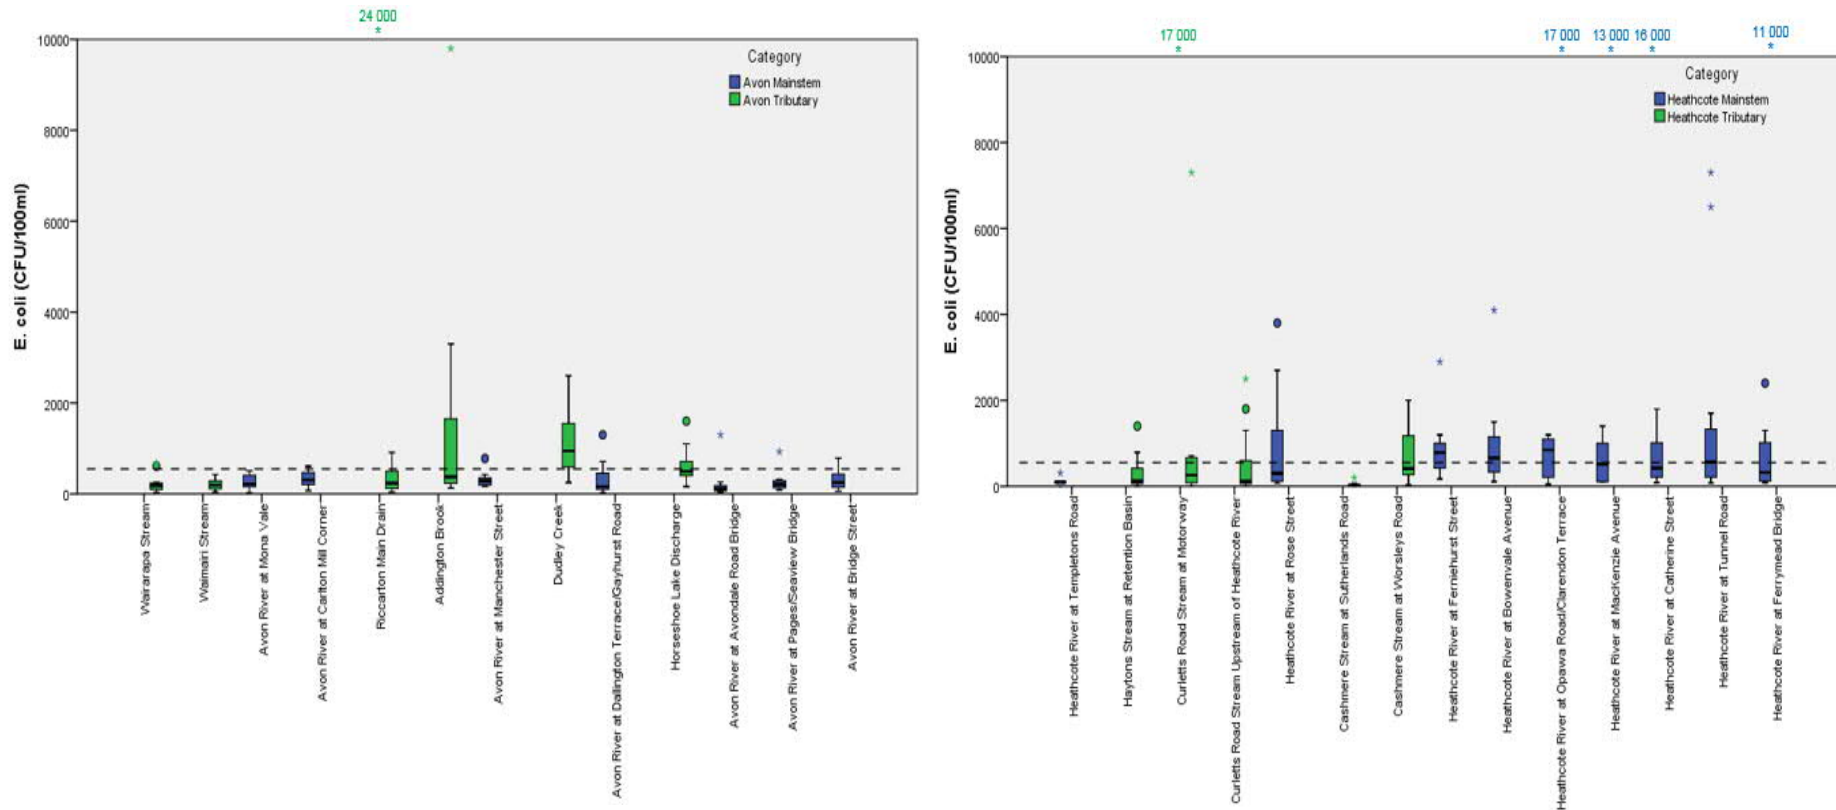 24 000
*
10000
8000
6000
4000
2000
0
E. coli (CFU/100ml)
Category
Avon Mainstem
Avon Tributary
Wairarapa Stream
Waimairi Stream
Avon River at Mona Vale
Avon River at Carlton Mill Corner
Riccarton Main Drain
Addington Brook
Avon River at Manchester Street
Dudley Creek
Avon River at Dallington Terrace/Gayhurst Road
Horseshoe Lake Discharge
Avon River at Avondale Road Bridge
Avon River at Pages/Seaview Bridge
Avon River at Bridge Street
17 000
17 000
13 000
16 000
11 000
10000
8000
6000
4000
2000
0
E. coli (CFU/100ml)
Category
Heathcote Mainstem
Heathcote Tributary
Heathcote River at Templetons Road
Haytons Stream at Retention Basin
Curletts Road Stream at Motorway
Curletts Road Stream Upstream of Heathcote River
Heathcote River at Rose Street
Cashmere Stream at Sutherlands Road
Cashmere Stream at Worsleys Road
Heathcote River at Ferniehurst Street
Heathcote River at Bowenvale Avenue
Heathcote River at Opawa Road/Clarendon Terrace
Heathcote River at MacKenzie Avenue
Heathcote River at Catherine Street
Heathcote River at Tunnel Road
Heathcote River at Ferrymead Bridge